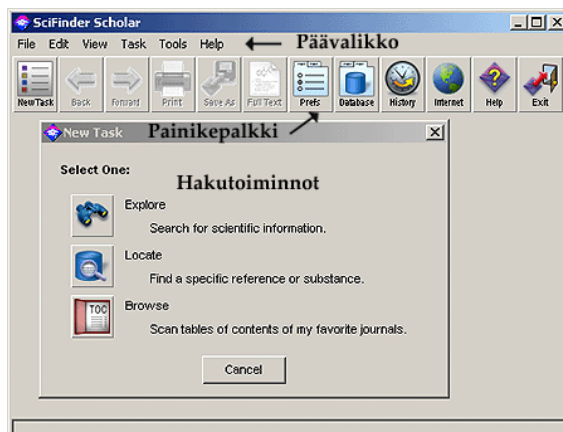 SciFinder Scholar
File Edit View Task Tools Help Päävalikko
New Task Back Forward Print Save As Full Text Prefs Database History Internet Help Exit
New Task Painikepalkki
Select One:
Hakutoiminnot
Explore
Search for scientific information.
Locate
Find a specific reference or substance.
TOC
Browse
Scan tables of contents of my favorite journals.
Cancel